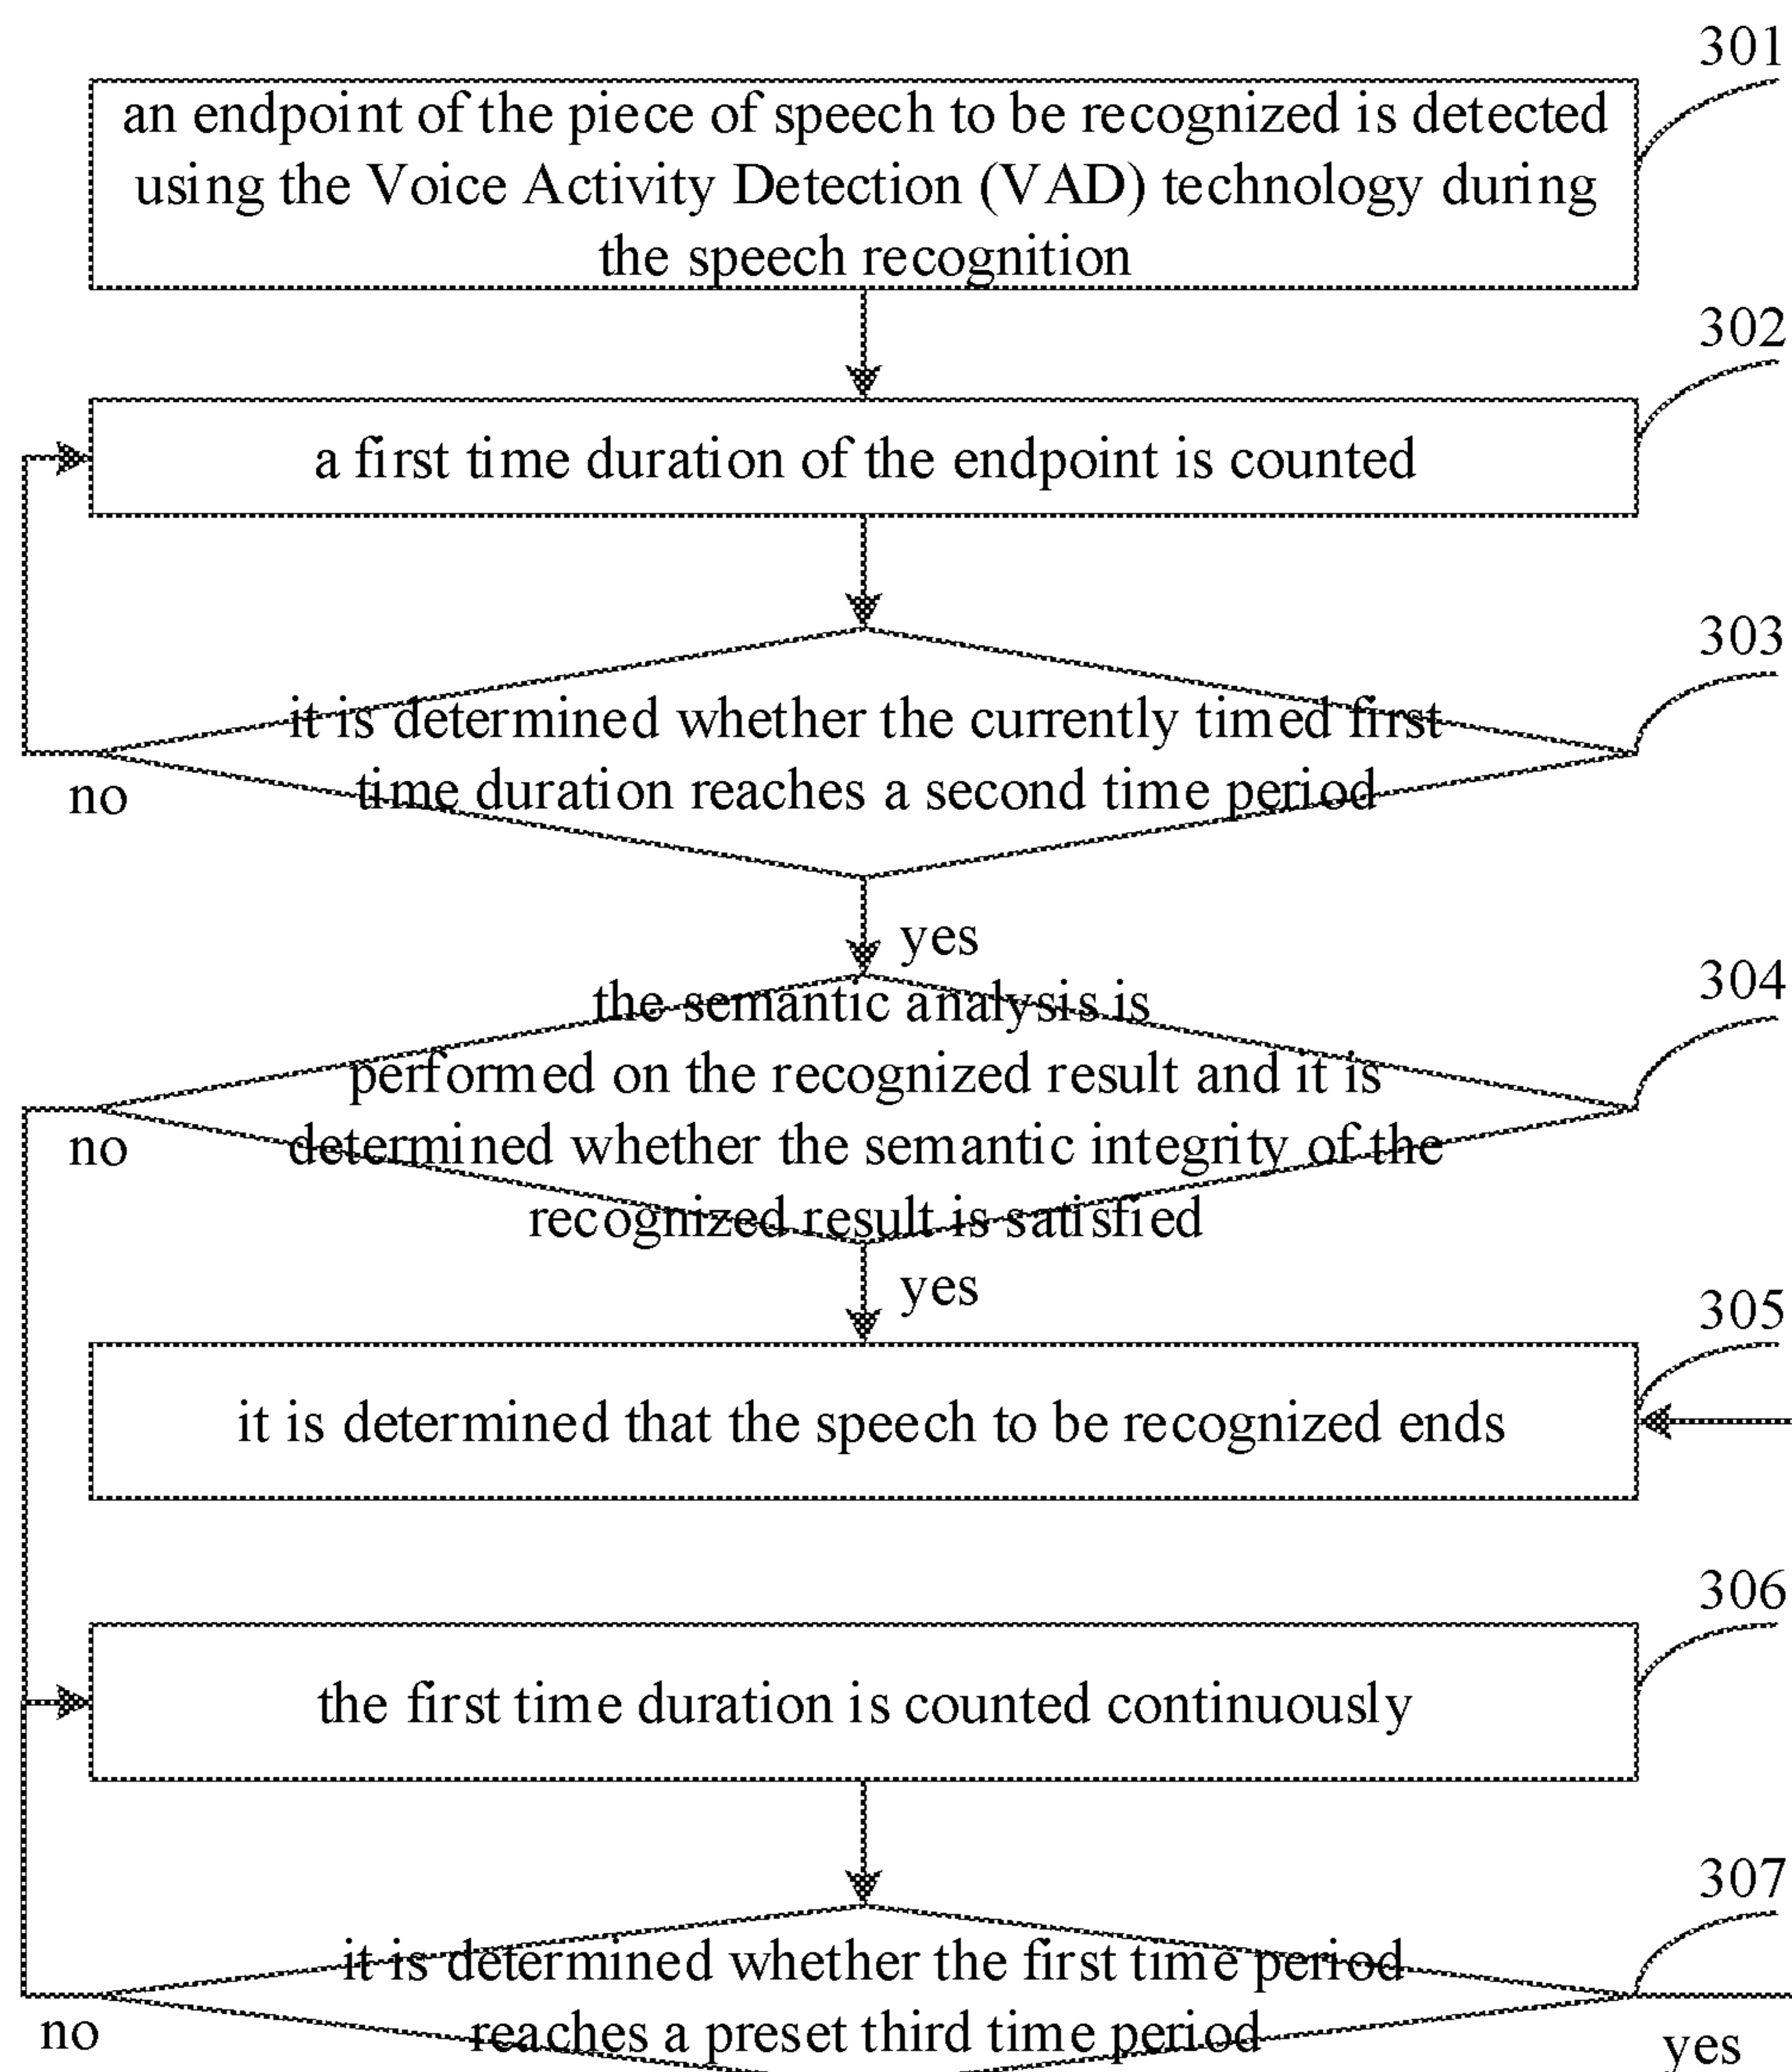 301
an endpoint of the piece of speech to be recognized is detected
using the Voice Activity Detection (VAD) technology during
the speech recognition
302
a first time duration of the endpoint is counted
303
it is determined whether the currently timed first
time duration reaches a second time period
no
yes
304
the semantic analysis is
performed on the recognized result and it is
determined whether the semantic integrity of the
recognized result is satisfied
no
yes
305
it is determined that the speech to be recognized ends
306
the first time duration is counted continuously
307
it is determined whether the first time period
reaches a preset third time period
no
yes